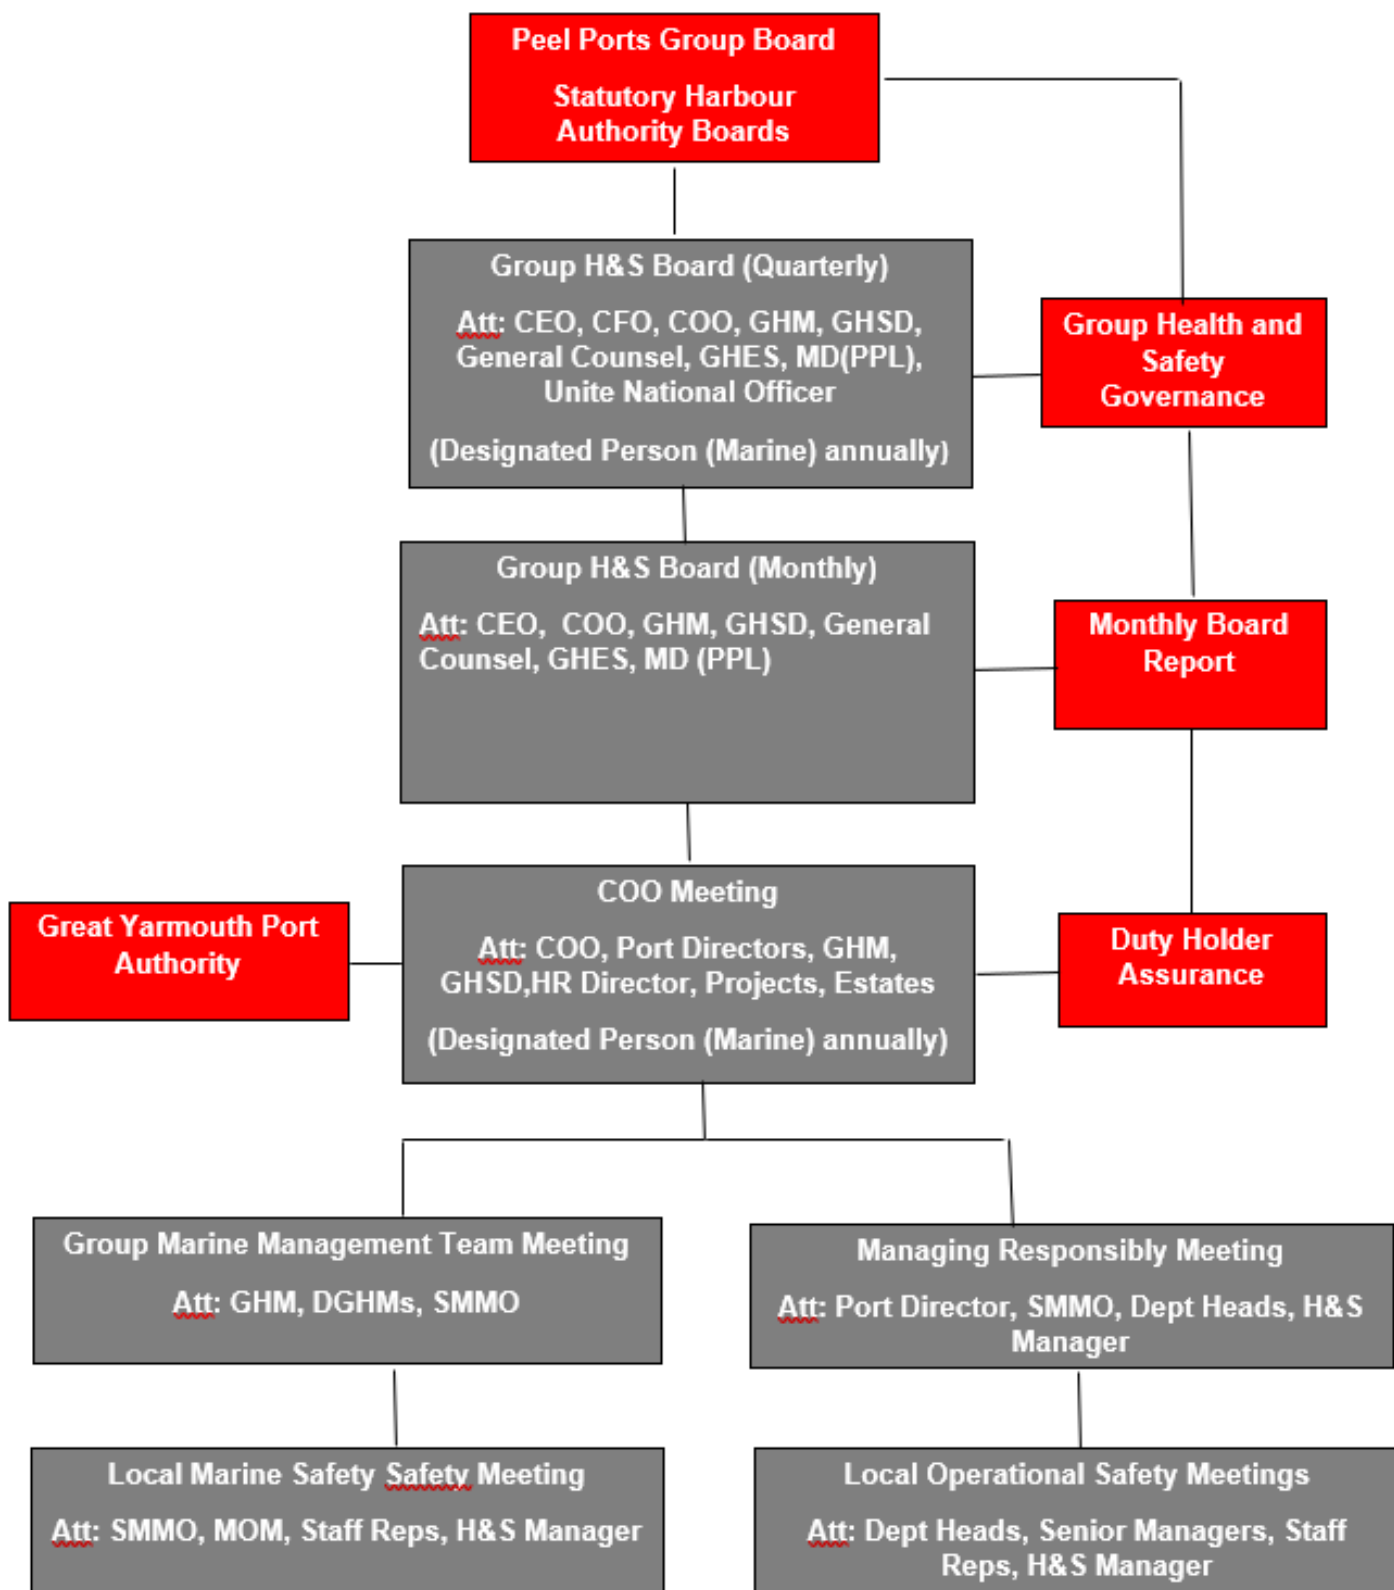 Peel Ports Group Board
Statutory Harbour
Authority Boards
Group H&S Board (Quarterly)
Att: CEO, CFO, COO, GHM, GHSD,
General Counsel, GHES, MD(PPL),
Unite National Officer
(Designated Person (Marine) annually)
Group Health and
Safety
Governance
Group H&S Board (Monthly)
Att: CEO,  COO, GHM, GHSD, General
Counsel, GHES, MD (PPL)
Monthly Board
Report
Great Yarmouth Port
Authority
COO Meeting
Att: COO, Port Directors, GHM,
GHSD,HR Director, Projects, Estates
(Designated Person (Marine) annually)
Duty Holder
Assurance
Group Marine Management Team Meeting
Att: GHM, DGHMs, SMMO
Managing Responsibly Meeting
Att: Port Director, SMMO, Dept Heads, H&S
Manager
Local Marine Safety Safety Meeting
Att: SMMO, MOM, Staff Reps, H&S Manager
Local Operational Safety Meetings
Att: Dept Heads, Senior Managers, Staff
Reps, H&S Manager